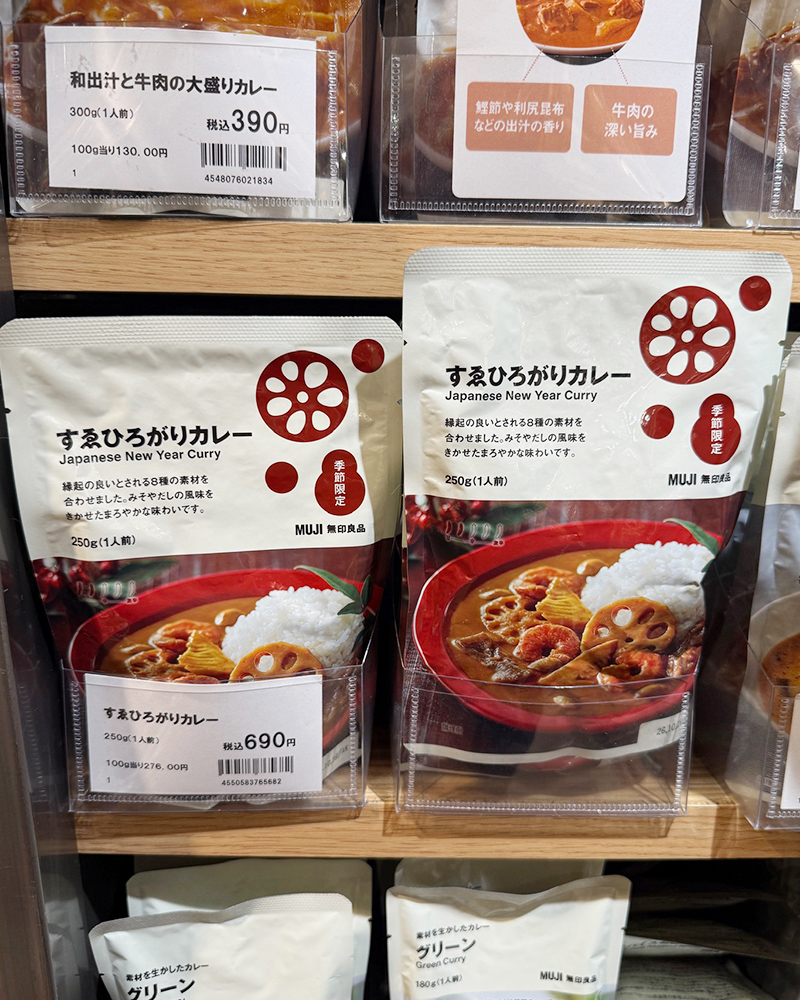 和出汁と牛肉の大盛りカレー
300g(1人前)
税込390円
100g当り130.00円
1
4548076021834
鰹節や利尻昆布
などの出汁の香り
牛肉の
深い旨み
すゑひろがりカレー
Japanese New Year Curry
縁起の良いとされる8種の素材を
合わせました。みそやだしの風味を
きかせたまろやかな味わいです。
250g(1人前)
季節限定
MUJI 無印良品
すゑひろがりカレー
250g(1人前)
税込690円
100g当り276.00円
1
4550583765682
すゑひろがりカレー
Japanese New Year Curry
縁起の良いとされる8種の素材を
合わせました。みそやだしの風味を
きかせたまろやかな味わいです。
250g(1人前)
季節限定
MUJI 無印良品
素材を生かしたカレー
グリーン
素材を生かしたカレー
グリーン
Green Curry
180g(1人前)
MUJI 無印良品